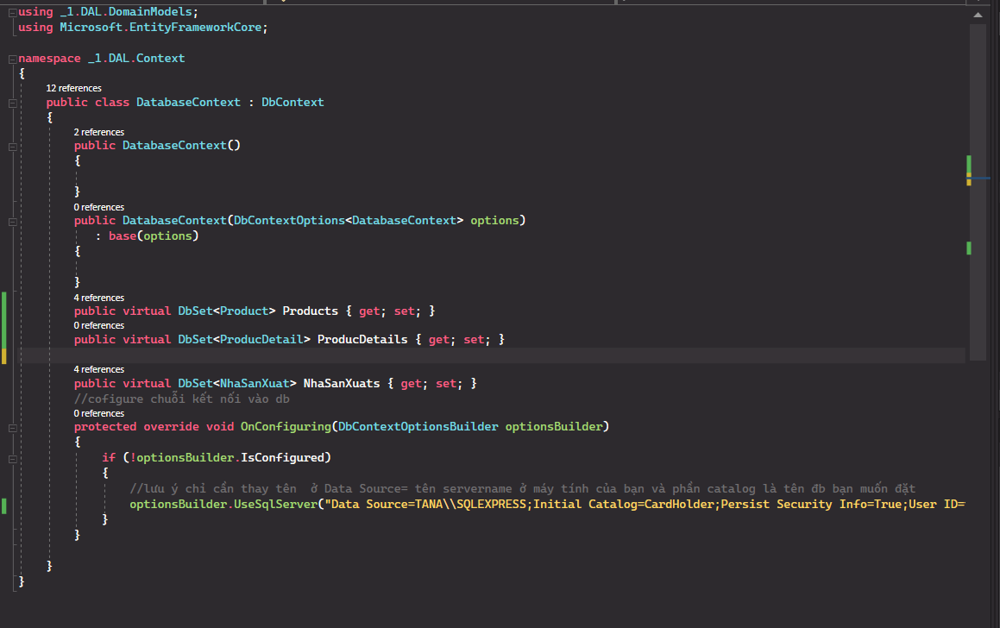 using _1.DAL.DomainModels;
using Microsoft.EntityFrameworkCore;
namespace _1.DAL.Context
{
12 references
public class DatabaseContext : DbContext
{
2 references
public DatabaseContext()
{
}
0 references
public DatabaseContext(DbContextOptions<DatabaseContext> options)
: base(options)
{
}
4 references
public virtual DbSet<Product> Products { get; set; }
0 references
public virtual DbSet<ProducDetail> ProducDetails { get; set; }
4 references
public virtual DbSet<NhaSanXuat> NhaSanXuats { get; set; }
//cofigure chuỗi kết nối vào db
0 references
protected override void OnConfiguring(DbContextOptionsBuilder optionsBuilder)
{
if (!optionsBuilder.IsConfigured)
{
//lưu ý chỉ cần thay tên ở Data Source= tên servername ở máy tính của bạn và phần catalog là tên đb bạn muốn đặt
optionsBuilder.UseSqlServer("Data Source=TANA\\SQLEXPRESS;Initial Catalog=CardHolder;Persist Security Info=True;User ID=
}
}
}
}